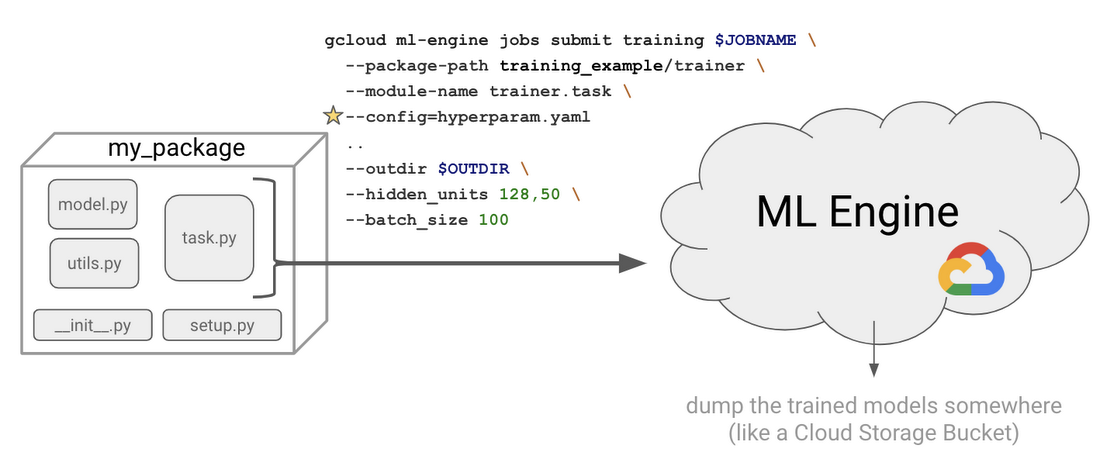 gcloud ml-engine jobs submit training $JOBNAME \
--package-path training_example/trainer \
--module-name trainer.task \
--config=hyperparam.yaml
..
--outdir $OUTDIR \
--hidden_units 128,50 \
--batch_size 100
my_package
model.py
task.py
utils.py
__init__.py
setup.py
ML Engine
dump the trained models somewhere
(like a Cloud Storage Bucket)